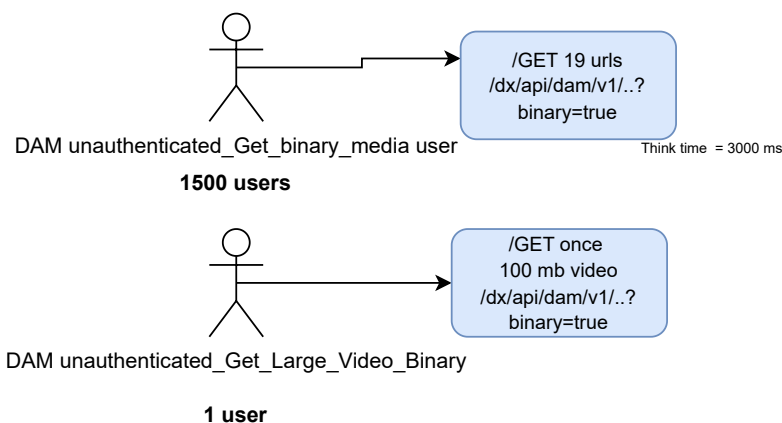 /GET 19 urls
/dx/api/dam/v1/..?
binary=true
DAM unauthenticated_Get_binary_media user
Think time = 3000 ms
1500 users
/GET once
100 mb video
/dx/api/dam/v1/..?
binary=true
DAM unauthenticated_Get_Large_Video_Binary
1 user